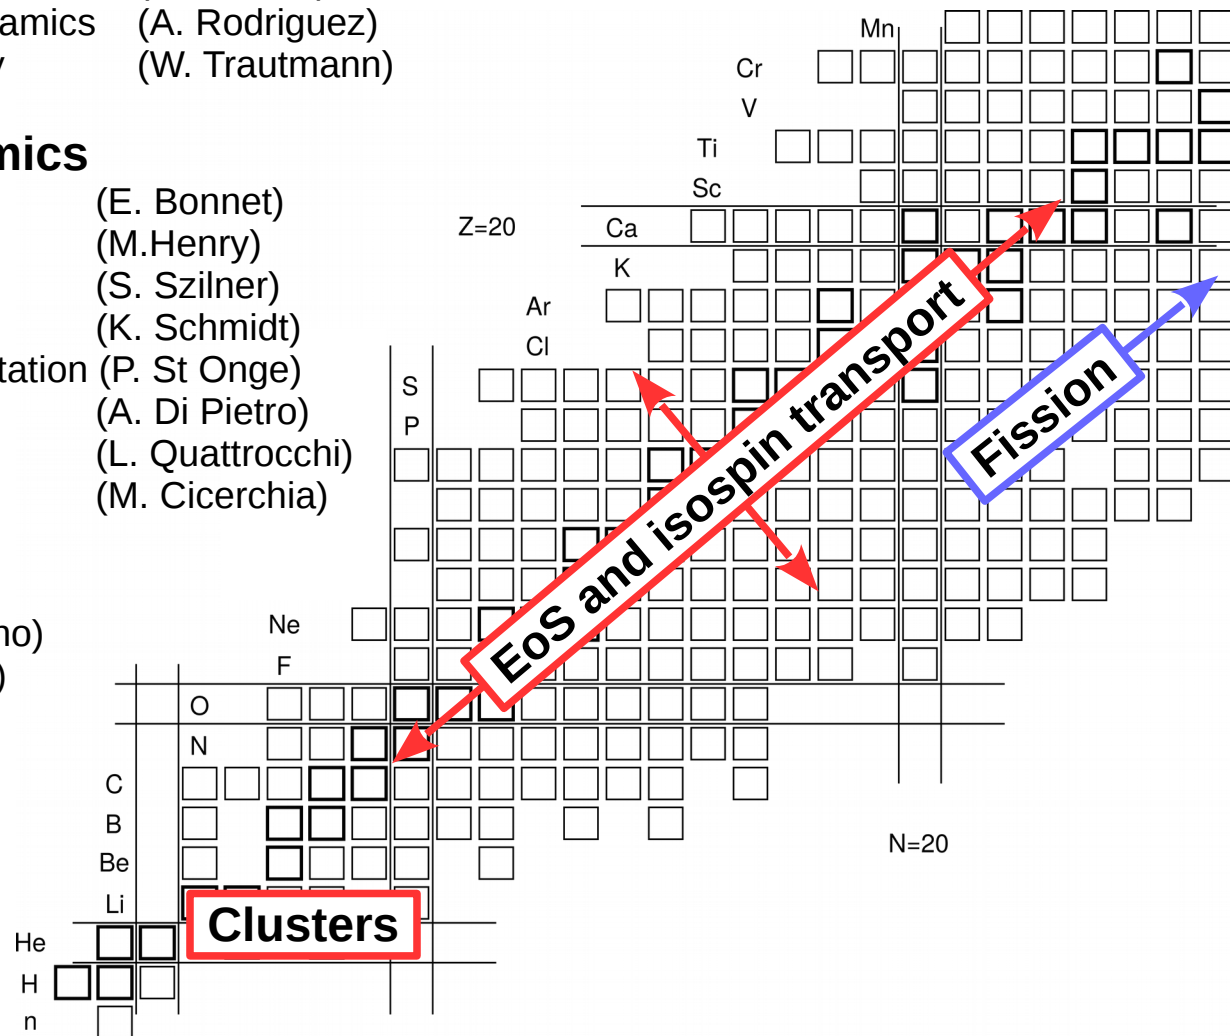 amics (A. Rodriguez)
(W. Trautmann)
mics
(E. Bonnet)
(M.Henry)
(S. Szilner)
(K. Schmidt)
tation (P. St Onge)
(A. Di Pietro)
(L. Quattrocchi)
(M. Cicerchia)
no)
)
Mn
Cr
V
Ti
Sc
Z=20
Ca
K
Ar
Cl
S
P
EoS and isospin transport
Fission
Ne
F
O
N
C
B
Be
Li
He
H
n
Clusters
N=20